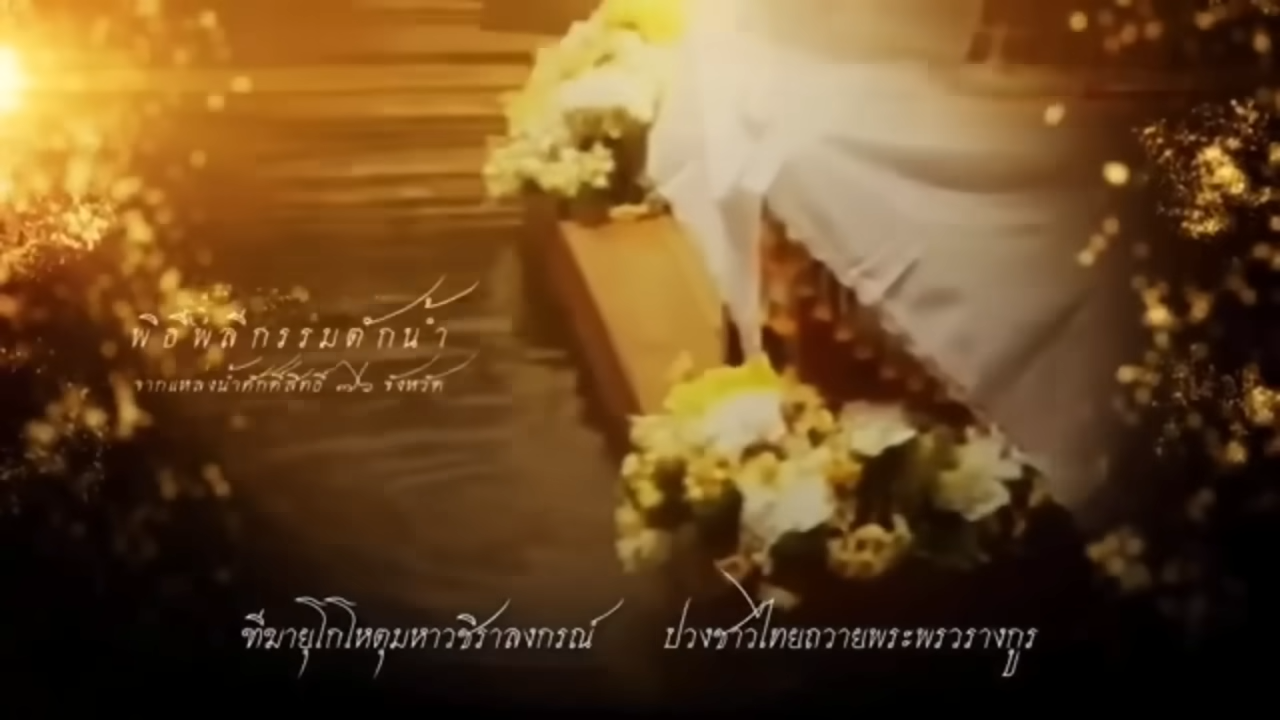 พิธีพลีกรรมตักน้ำ
จากแหล่งน้ำศักดิ์สิทธิ์ ๗๖ จังหวัด
ทีฆายุโกโหตุมหาวชิราลงกรณ์ ปวงชาวไทยถวายพระพรวรางกูร